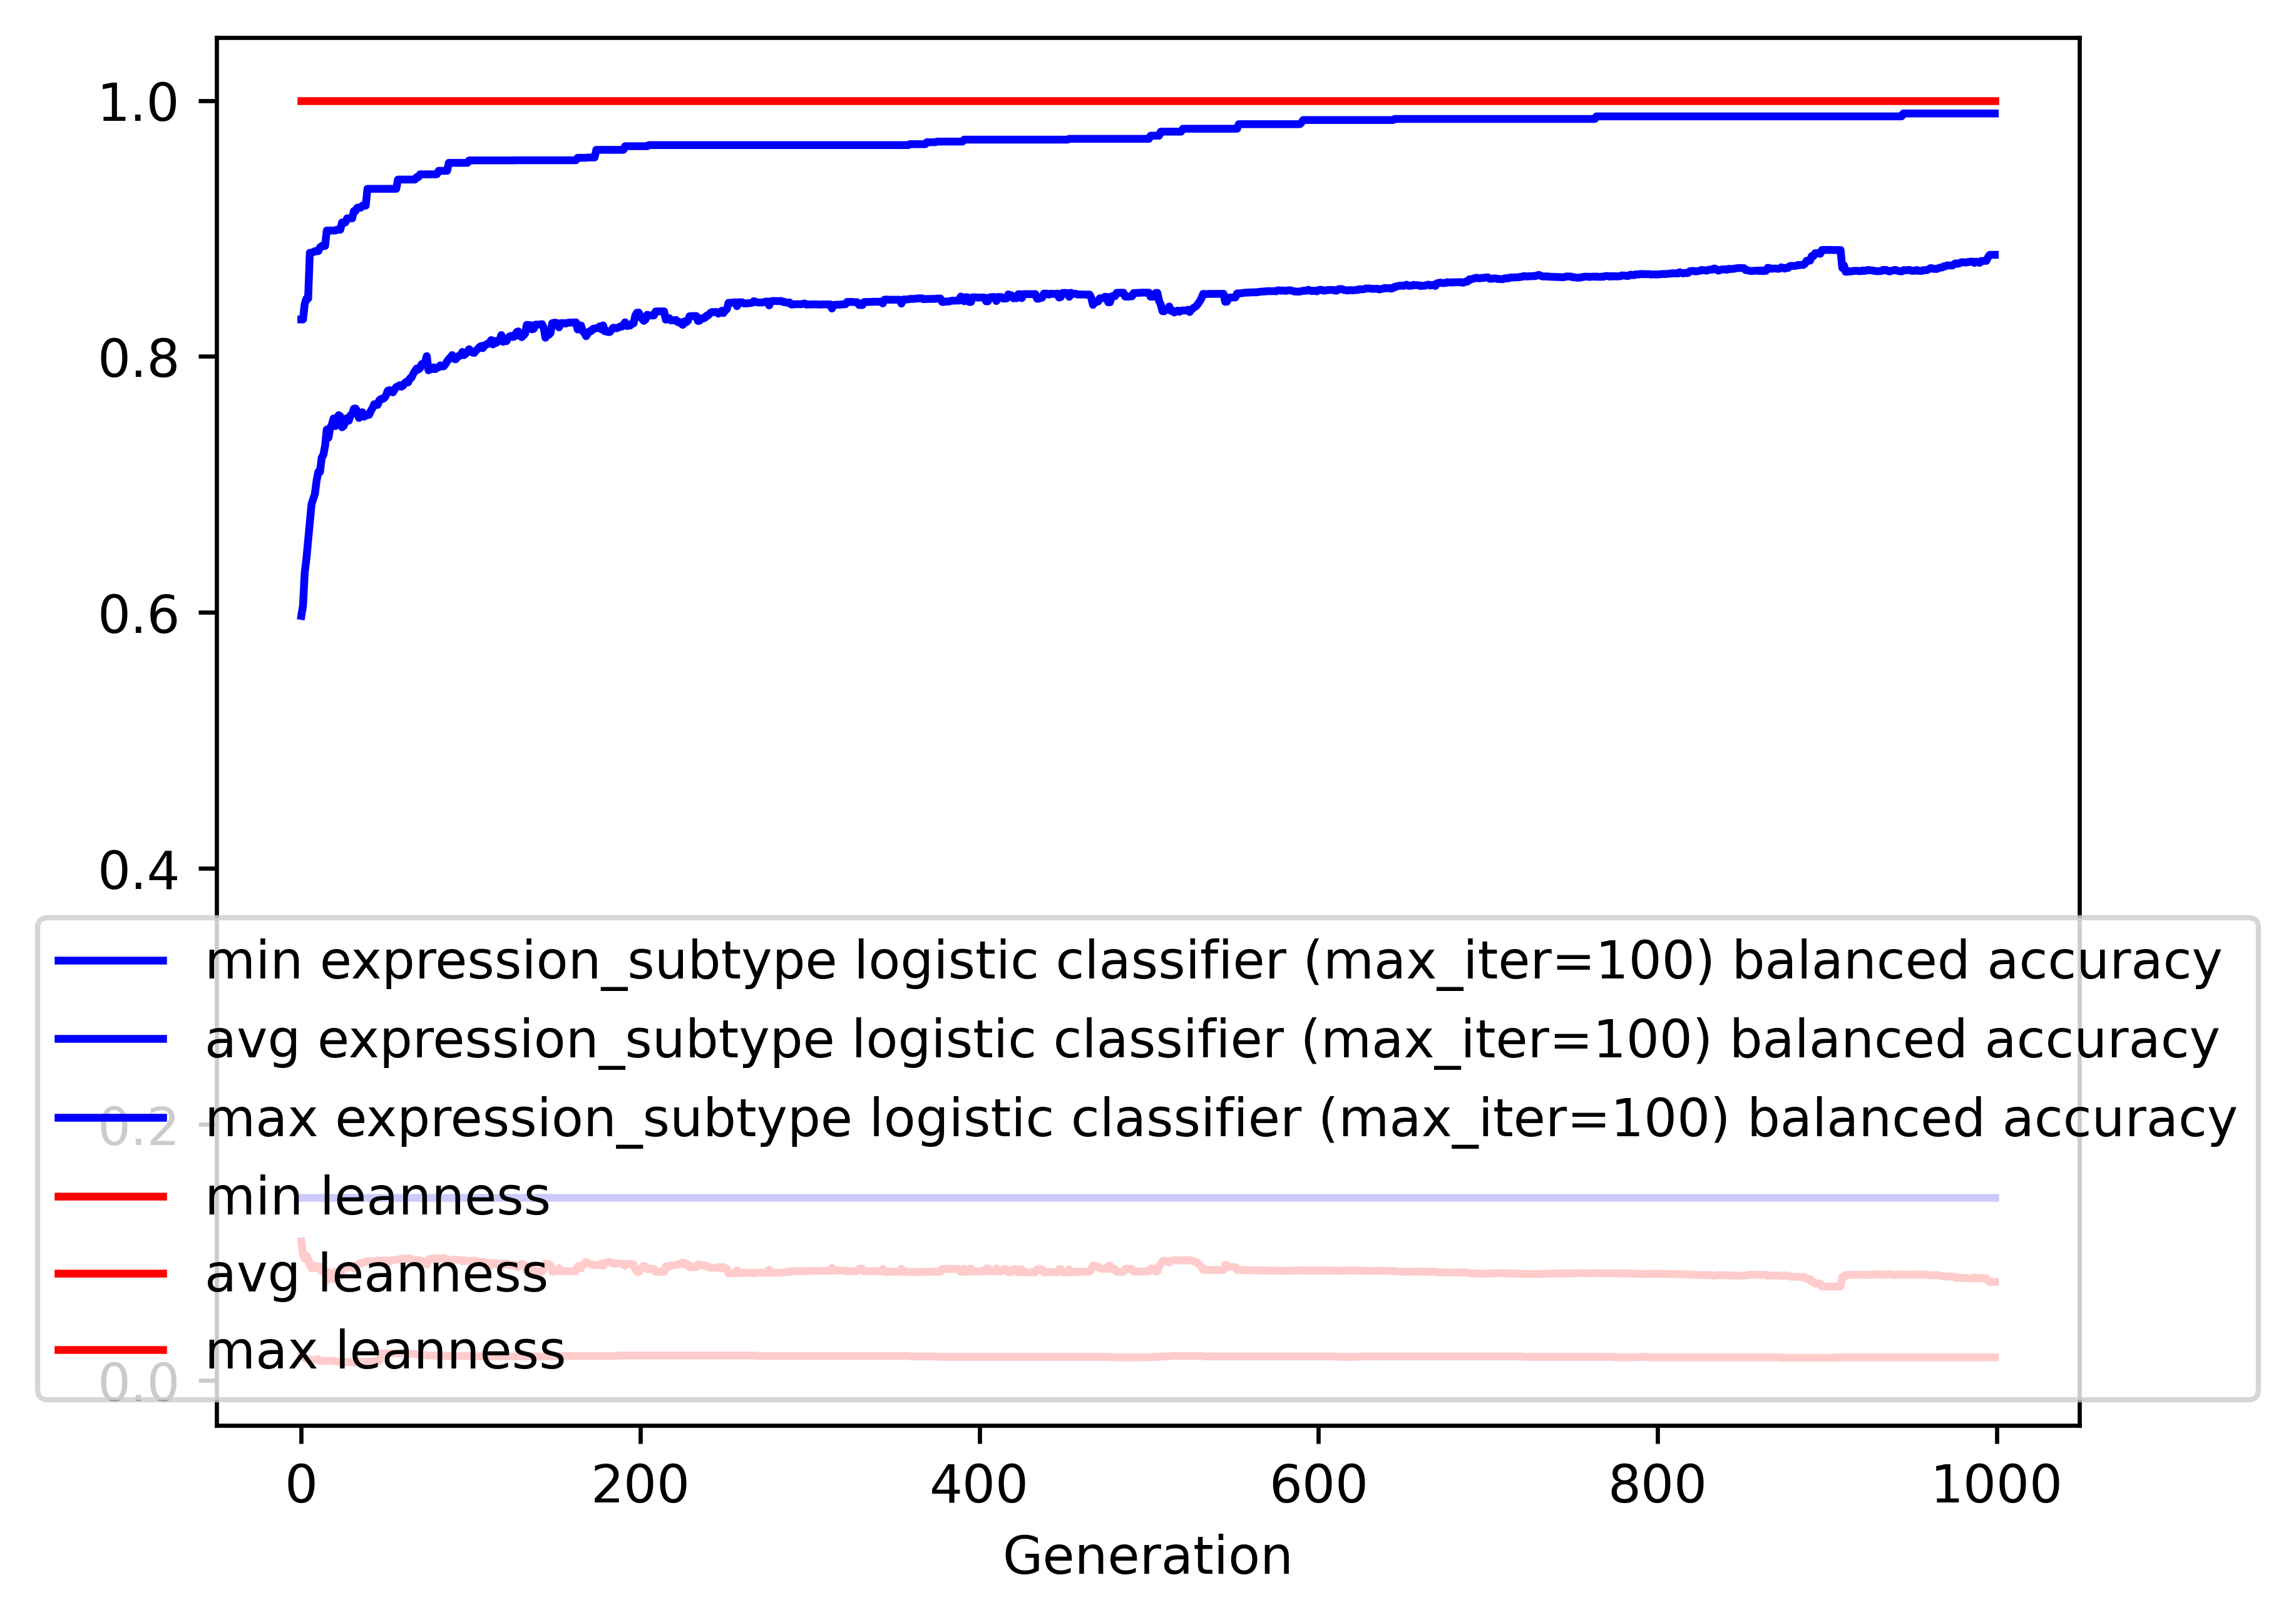 1.0
0.8
0.6
0.4
0.2
0.0
min expression_subtype logistic classifier (max_iter=100) balanced accuracy
avg expression_subtype logistic classifier (max_iter=100) balanced accuracy
max expression_subtype logistic classifier (max_iter=100) balanced accuracy
min leanness
avg leanness
max leanness
0 200 400 600 800 1000
Generation